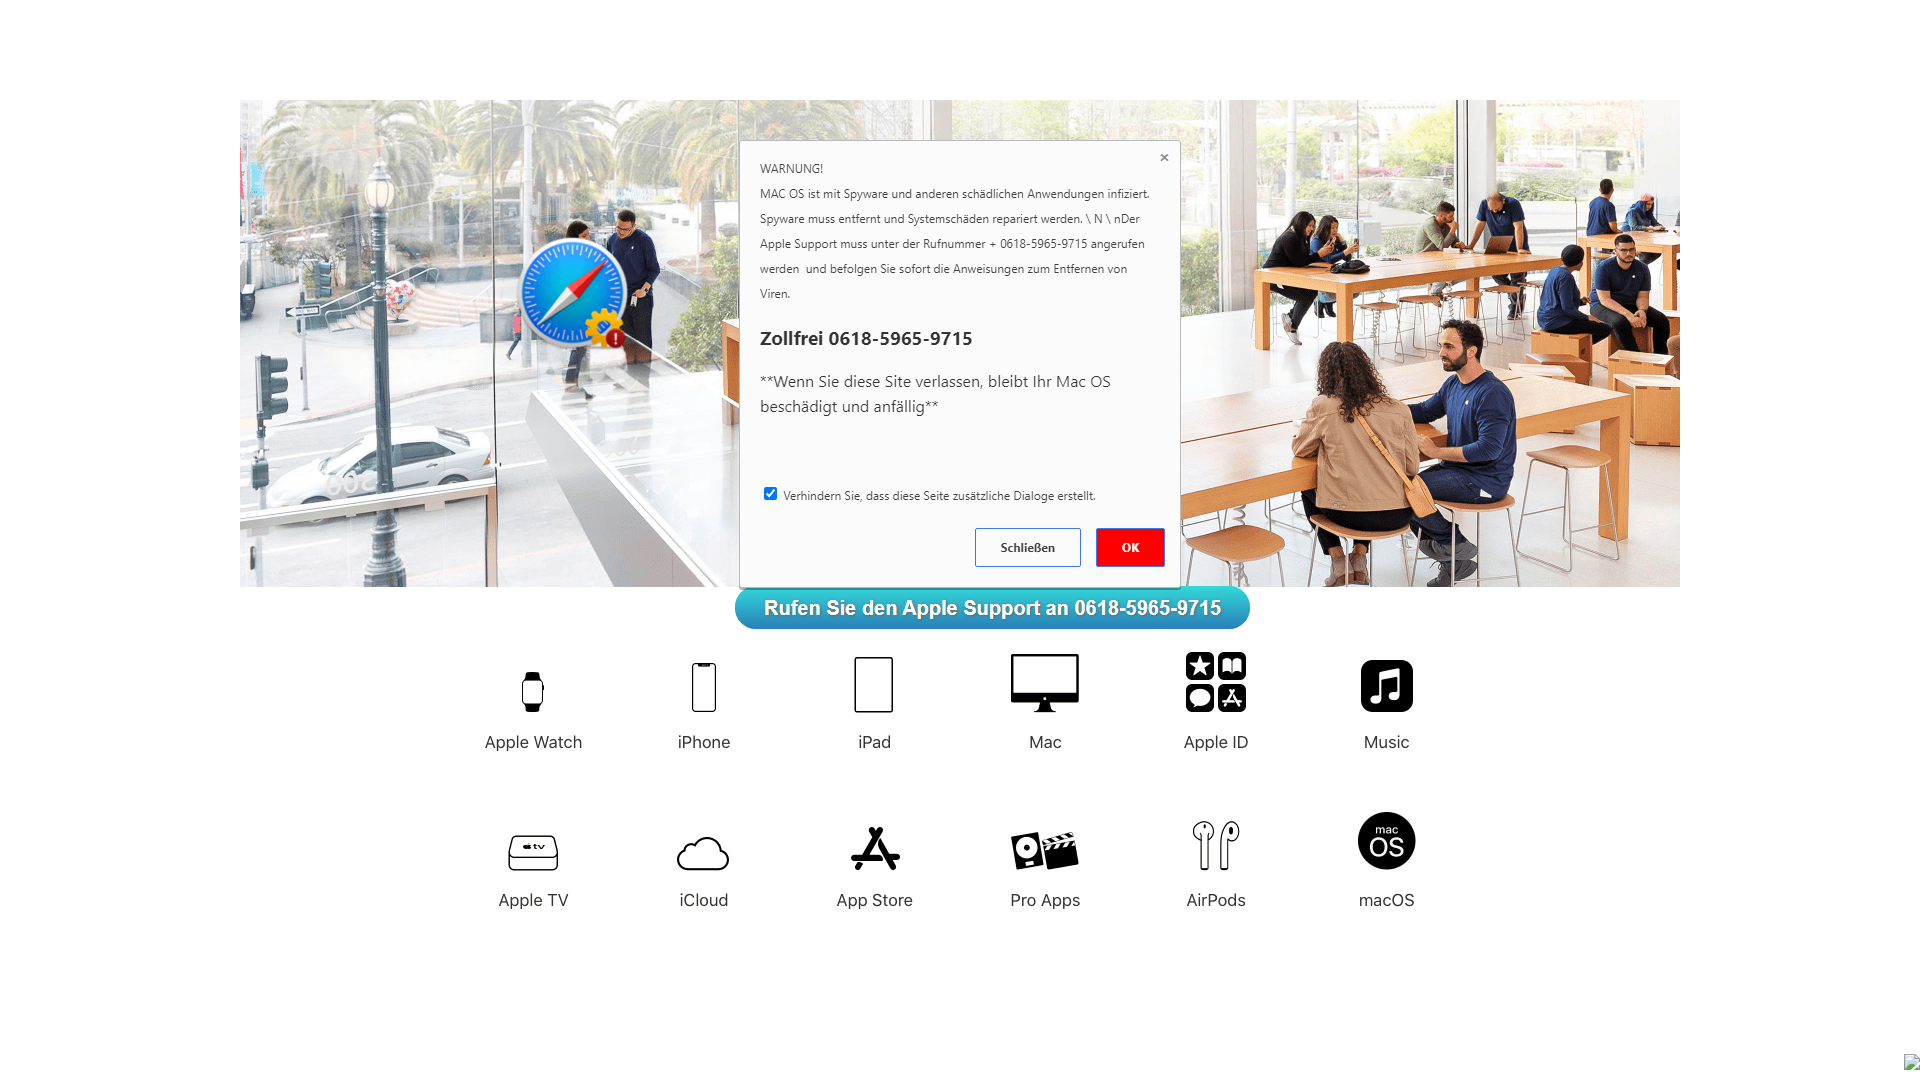 WARNUNG!
MAC OS ist mit Spyware und anderen schädlichen Anwendungen infiziert.
Spyware muss entfernt und Systemschäden repariert werden. \ N \ nDer
Apple Support muss unter der Rufnummer + 0618-5965-9715 angerufen
werden  und befolgen Sie sofort die Anweisungen zum Entfernen von
Viren.
Zollfrei 0618-5965-9715
**Wenn Sie diese Site verlassen, bleibt Ihr Mac OS
beschädigt und anfällig**
Verhindern Sie, dass diese Seite zusätzliche Dialoge erstellt.
Schließen OK
Rufen Sie den Apple Support an 0618-5965-9715
Apple Watch iPhone iPad Mac Apple ID Music
tv
mac
OS
Apple TV iCloud App Store Pro Apps AirPods macOS